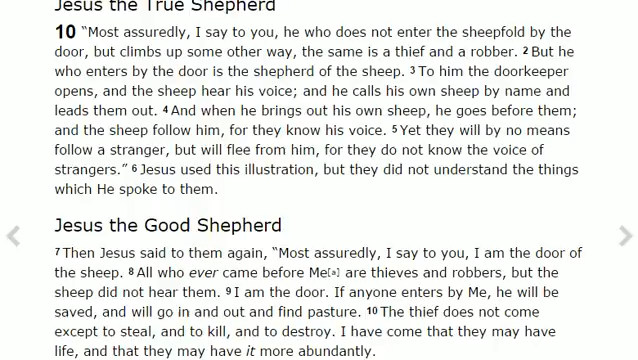 Jesus the True Shepherd
10 “Most assuredly, I say to you, he who does not enter the sheepfold by the
door, but climbs up some other way, the same is a thief and a robber. 2 But he
who enters by the door is the shepherd of the sheep. 3 To him the doorkeeper
opens, and the sheep hear his voice; and he calls his own sheep by name and
leads them out. 4 And when he brings out his own sheep, he goes before them;
and the sheep follow him, for they know his voice. 5 Yet they will by no means
follow a stranger, but will flee from him, for they do not know the voice of
strangers.” 6 Jesus used this illustration, but they did not understand the things
which He spoke to them.
Jesus the Good Shepherd
7 Then Jesus said to them again, “Most assuredly, I say to you, I am the door of
the sheep. 8 All who ever came before Me[a] are thieves and robbers, but the
sheep did not hear them. 9 I am the door. If anyone enters by Me, he will be
saved, and will go in and out and find pasture. 10 The thief does not come
except to steal, and to kill, and to destroy. I have come that they may have
life, and that they may have it more abundantly.